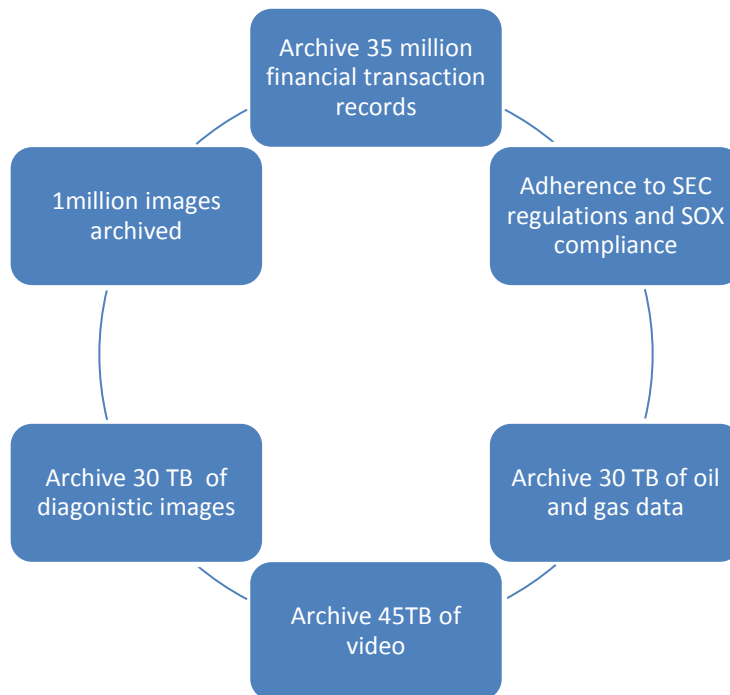 Archive 35 million
financial transaction
records
Adherence to SEC
regulations and SOX
compliance
Archive 30 TB of oil
and gas data
Archive 45TB of
video
Archive 30 TB  of
diagonistic images
1million images
archived